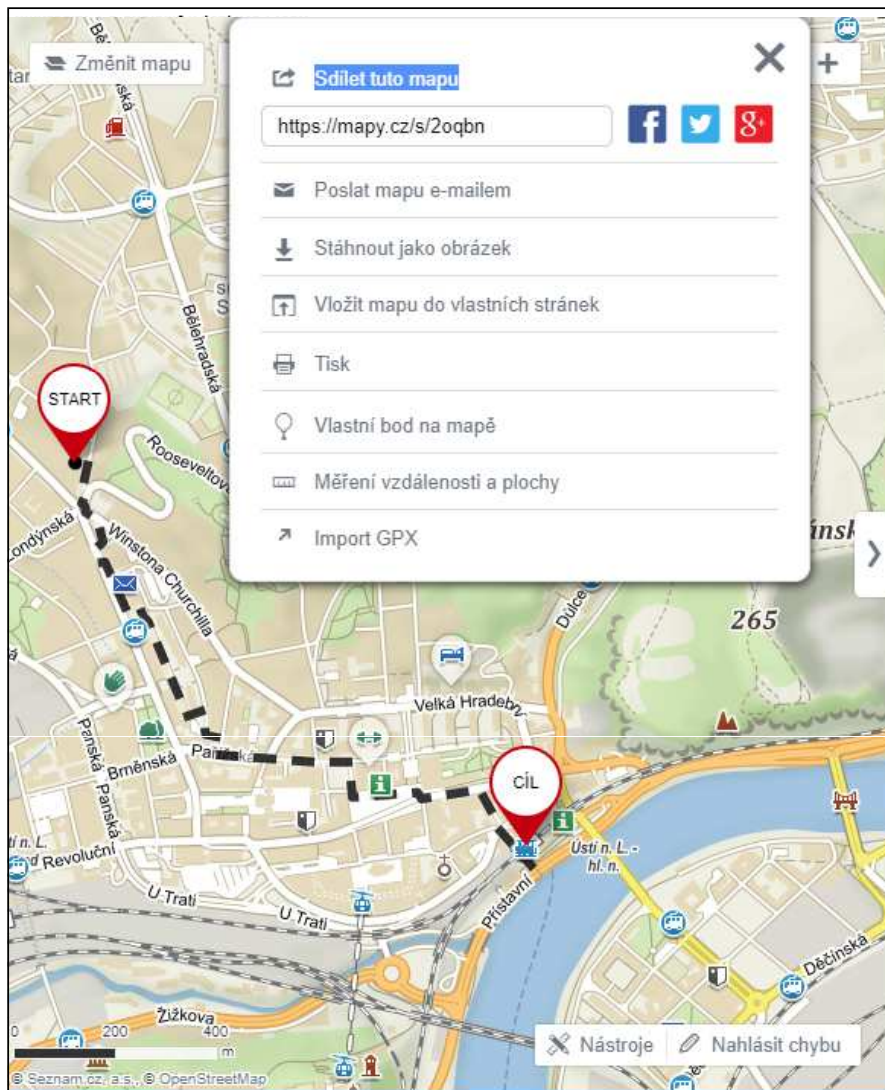 Změnit mapu
Sdílet tuto mapu
https://mapy.cz/s/2oqbn
Poslat mapu e-mailem
Stáhnout jako obrázek
Vložit mapu do vlastních stránek
Tisk
Vlastní bod na mapě
Měření vzdálenosti a plochy
Import GPX
Bělehradská
START
Rooseveltova
Londýnská
Winstona Churchilla
265
Důlce
Velká Hradební
Panská
Brněnská
Pařížská
Panská
CÍL
Revoluční
Ústí n. L. -
hl. n.
U Trati
U Trati
Přístavní
Děčínská
Žižkova
0 200 400
m
Nástroje
Nahlásit chybu
© Seznam.cz, a.s., © OpenStreetMap